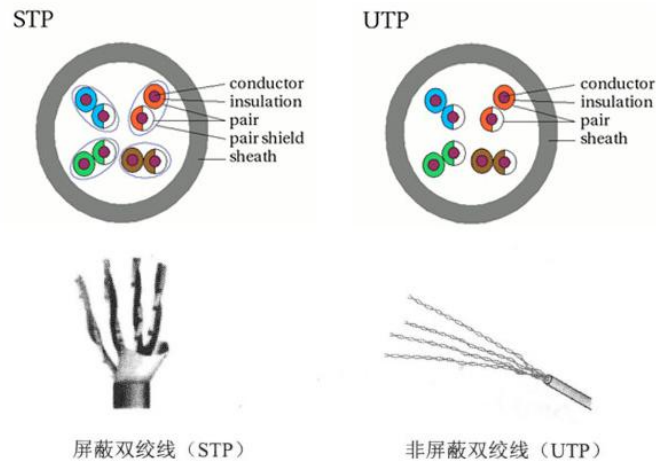 STP
conductor
insulation
pair
pair shield
sheath
UTP
conductor
insulation
pair
sheath
屏蔽双绞线（STP）
非屏蔽双绞线（UTP）